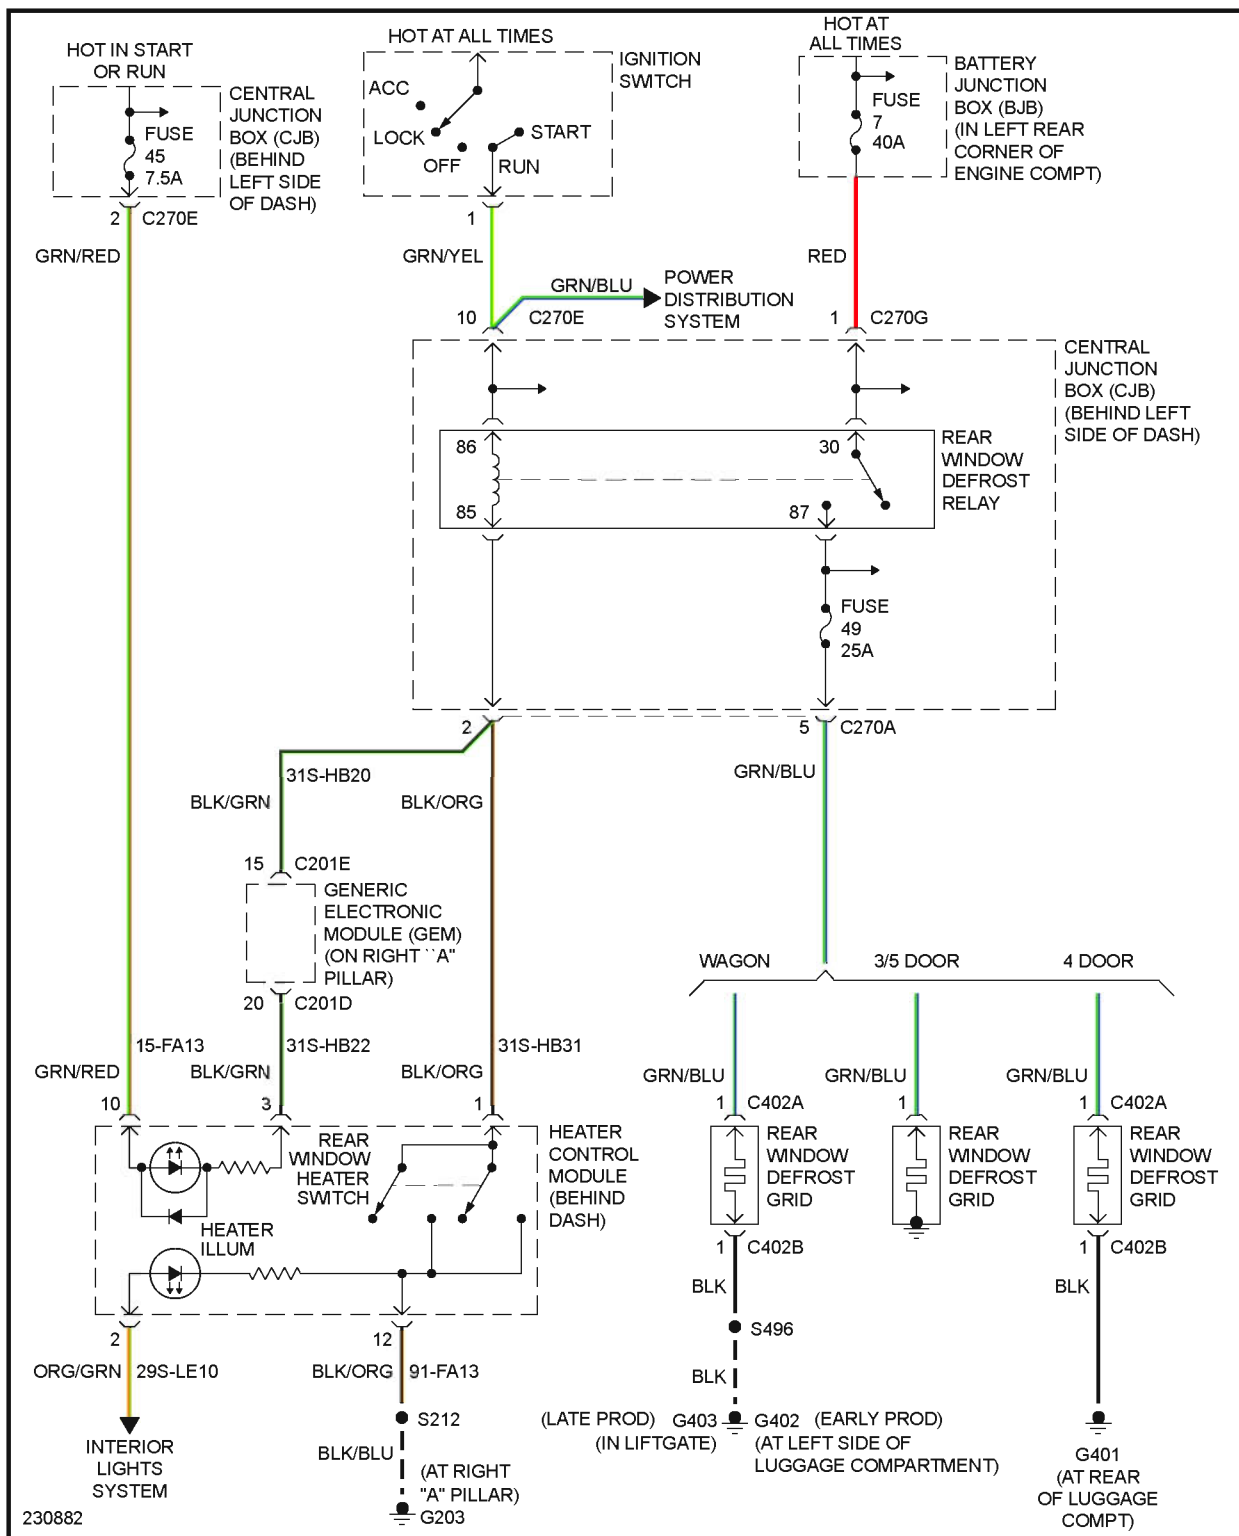 HOT IN START
OR RUN
CENTRAL
JUNCTION
BOX (CJB)
(BEHIND
LEFT SIDE
OF DASH)
FUSE
45
7.5A
2
C270E
GRN/RED
HOT AT ALL TIMES
IGNITION
SWITCH
ACC
LOCK
OFF
START
RUN
1
GRN/YEL
HOT AT
ALL TIMES
BATTERY
JUNCTION
BOX (BJB)
(IN LEFT REAR
CORNER OF
ENGINE COMPT)
FUSE
7
40A
RED
GRN/BLU
POWER
DISTRIBUTION
SYSTEM
10
C270E
1
C270G
CENTRAL
JUNCTION
BOX (CJB)
(BEHIND LEFT
SIDE OF DASH)
86
30
85
87
REAR
WINDOW
DEFROST
RELAY
FUSE
49
25A
2
5
C270A
31S-HB20
BLK/GRN
BLK/ORG
GRN/BLU
15
C201E
GENERIC
ELECTRONIC
MODULE (GEM)
(ON RIGHT ``A"
PILLAR)
20
C201D
WAGON
3/5 DOOR
4 DOOR
15-FA13
31S-HB22
31S-HB31
GRN/RED
BLK/GRN
BLK/ORG
GRN/BLU
GRN/BLU
GRN/BLU
10
3
1
1
C402A
1
1
C402A
REAR
WINDOW
HEATER
SWITCH
HEATER
CONTROL
MODULE
(BEHIND
DASH)
HEATER
ILLUM
REAR
WINDOW
DEFROST
GRID
REAR
WINDOW
DEFROST
GRID
REAR
WINDOW
DEFROST
GRID
1
C402B
1
C402B
BLK
BLK
2
12
S496
ORG/GRN
29S-LE10
BLK/ORG
91-FA13
BLK
S212
(LATE PROD)
G403
G402
(EARLY PROD)
(IN LIFTGATE)
(AT LEFT SIDE OF
LUGGAGE COMPARTMENT)
INTERIOR
LIGHTS
SYSTEM
BLK/BLU
(AT RIGHT
"A" PILLAR)
G203
G401
(AT REAR
OF LUGGAGE
COMPT)
230882